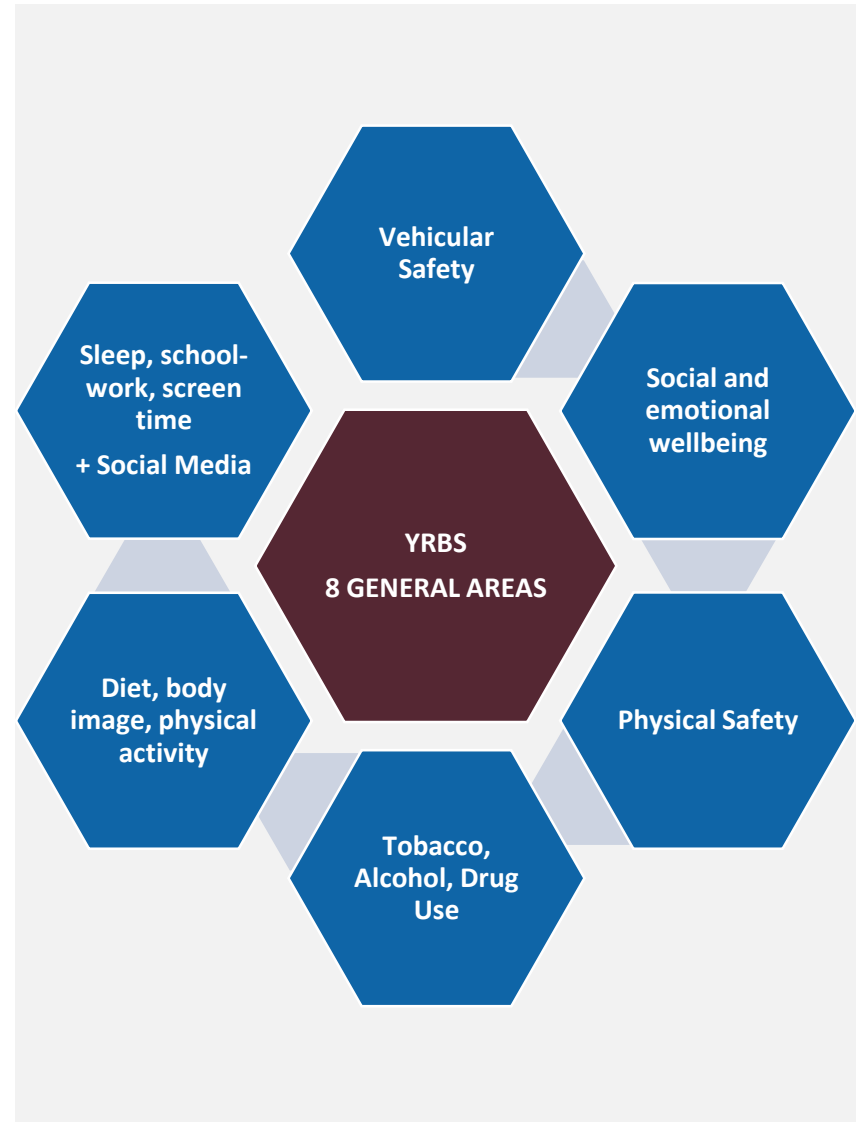 Vehicular
Safety
Social and
emotional
wellbeing
Physical Safety
Tobacco,
Alcohol, Drug
Use
Diet, body
image, physical
activity
Sleep, school-
work, screen
time
+ Social Media
YRBS
8 GENERAL AREAS